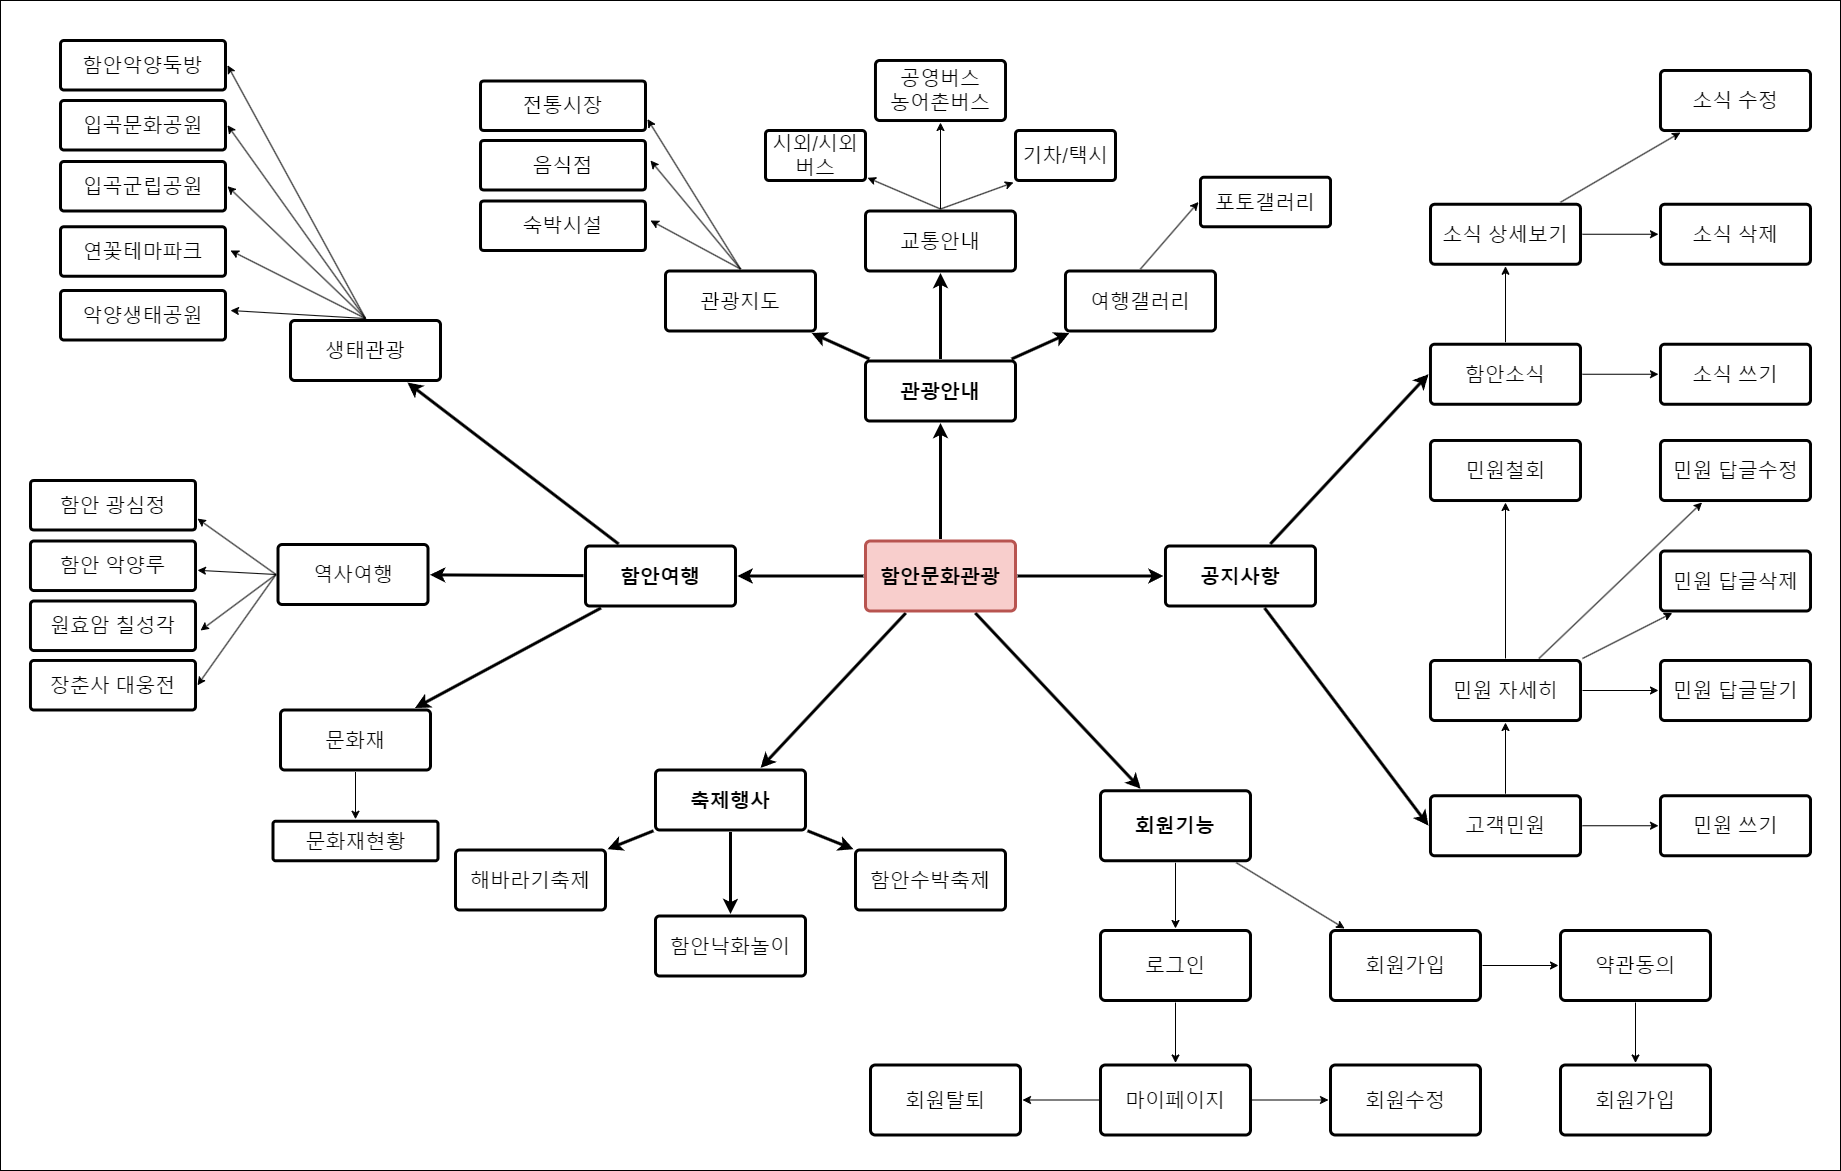 함안악양둑방
입곡문화공원
입곡군립공원
연꽃테마파크
악양생태공원
생태관광
전통시장
음식점
숙박시설
관광지도
공영버스
농어촌버스
시외/시외
버스
기차/택시
교통안내
포토갤러리
여행갤러리
관광안내
소식 수정
소식 상세보기
소식 삭제
함안소식
소식 쓰기
민원철회
민원 답글수정
민원 답글삭제
민원 자세히
민원 답글달기
고객민원
민원 쓰기
함안 광심정
함안 악양루
원효암 칠성각
장춘사 대웅전
역사여행
함안여행
함안문화관광
공지사항
문화재
문화재현황
축제행사
해바라기축제
함안낙화놀이
함안수박축제
회원기능
로그인
회원가입
약관동의
회원탈퇴
마이페이지
회원수정
회원가입